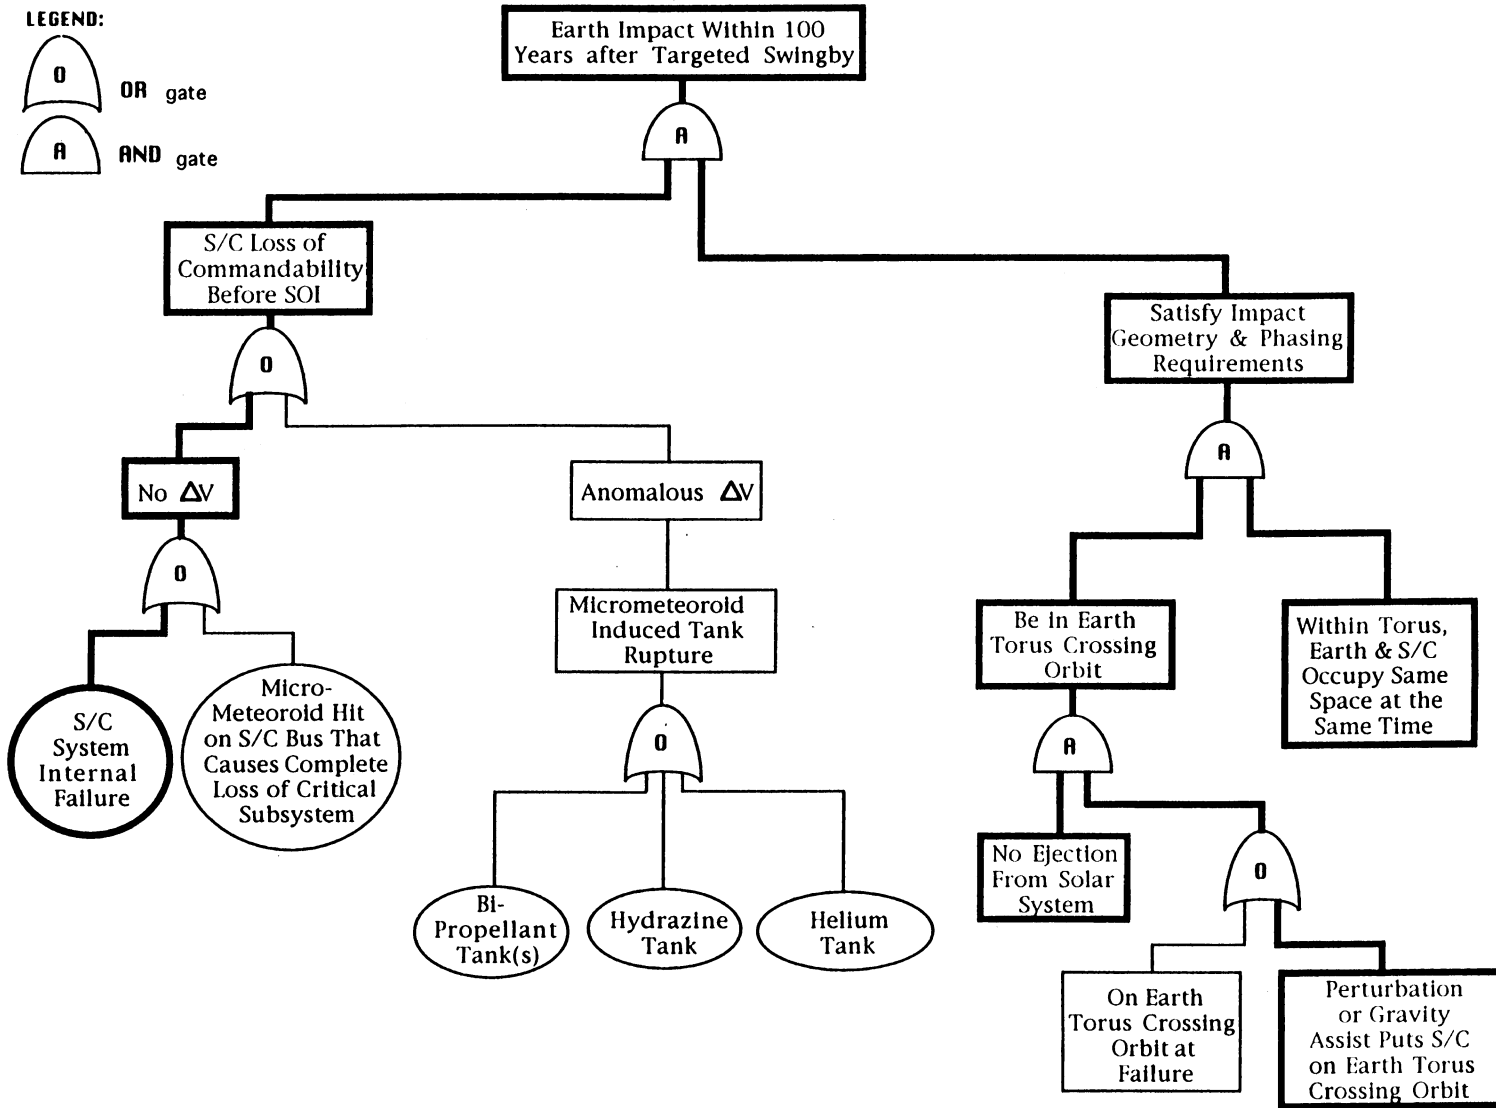 LEGEND:
O
OR gate
A
AND gate
Earth Impact Within 100
Years after Targeted Swingby
A
S/C Loss of
Commandability
Before SOI
O
Satisfy Impact
Geometry & Phasing
Requirements
A
No ΔV
O
Anomalous ΔV
Micrometeoroid
Induced Tank
Rupture
O
S/C
System
Internal
Failure
Micro-
Meteoroid Hit
on S/C Bus That
Causes Complete
Loss of Critical
Subsystem
Bi-
Propellant
Tank(s)
Hydrazine
Tank
Helium
Tank
Be in Earth
Torus Crossing
Orbit
A
Within Torus,
Earth & S/C
Occupy Same
Space at the
Same Time
No Ejection
From Solar
System
O
On Earth
Torus Crossing
Orbit at
Failure
Perturbation
or Gravity
Assist Puts S/C
on Earth Torus
Crossing Orbit